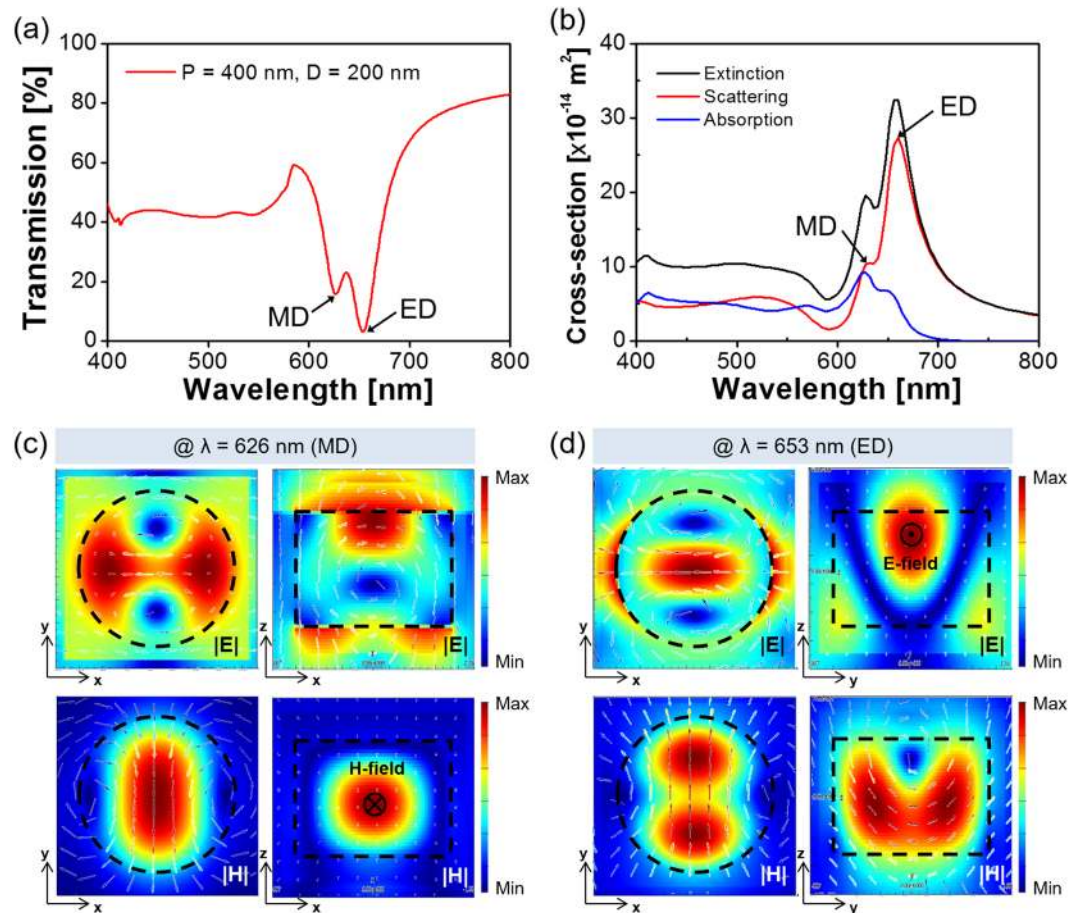 (a)
100
80
60
40
20
0
Transmission [%]
P = 400 nm, D = 200 nm
MD
ED
400 500 600 700 800
Wavelength [nm]
(b)
40
30
20
10
0
Cross-section [x10⁻¹⁴ m²]
Extinction
Scattering
Absorption
ED
MD
400 500 600 700 800
Wavelength [nm]
(c)
@ λ = 626 nm (MD)
y
x
|E|
z
x
|E|
Max
Min
y
x
|H|
H-field
z
x
|H|
Max
Min
(d)
@ λ = 653 nm (ED)
y
x
|E|
E-field
z
y
|E|
Max
Min
y
x
|H|
z
y
|H|
Max
Min